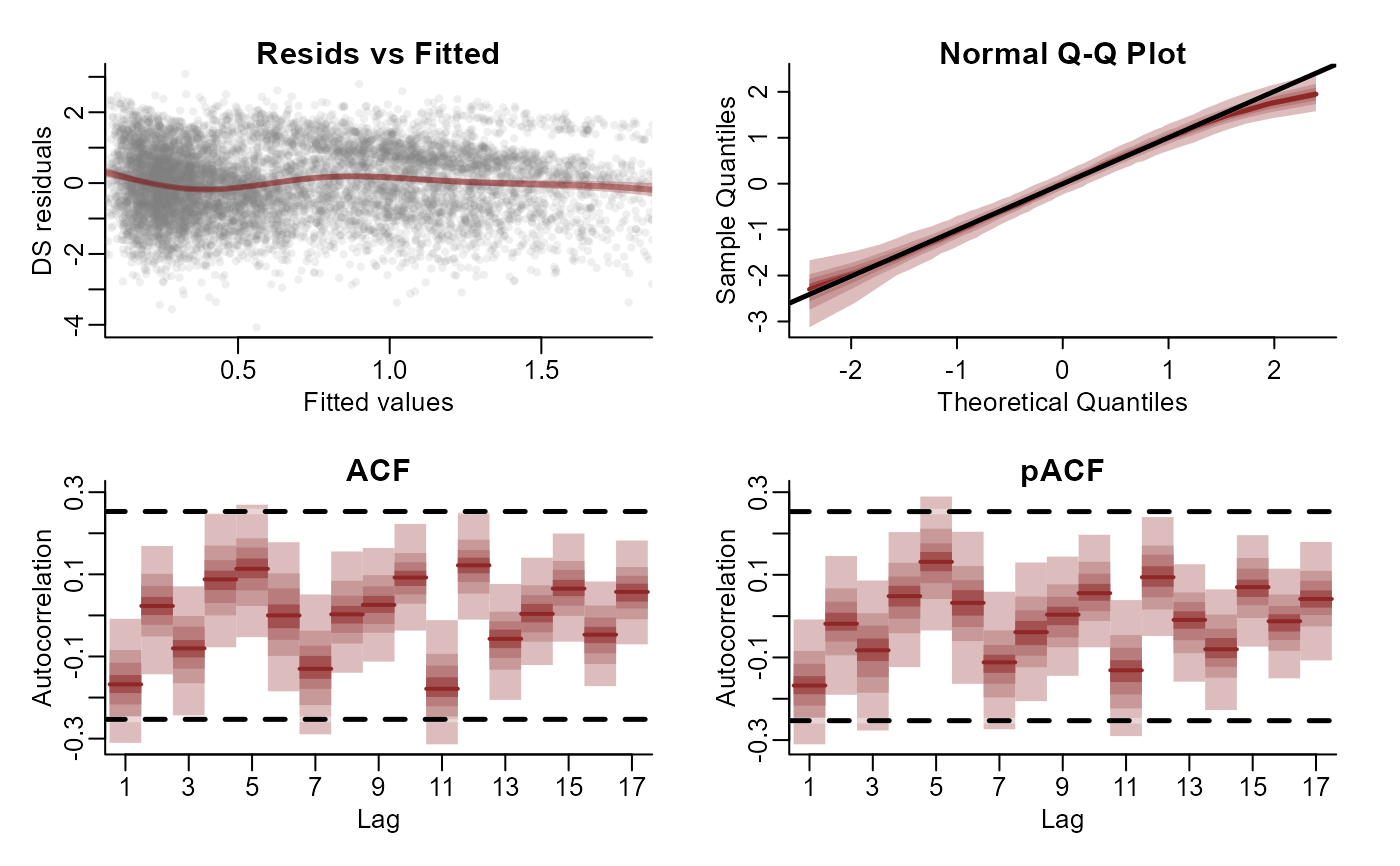 Resids vs Fitted
DS residuals
2
0
-2
-4
0.5 1.0 1.5
Fitted values
Normal Q-Q Plot
Sample Quantiles
2
1
0
-1
-2
-3
-2 -1 0 1 2
Theoretical Quantiles
ACF
Autocorrelation
0.3
0.1
-0.1
-0.3
1 3 5 7 9 11 13 15 17
Lag
pACF
Autocorrelation
0.3
0.1
-0.1
-0.3
1 3 5 7 9 11 13 15 17
Lag